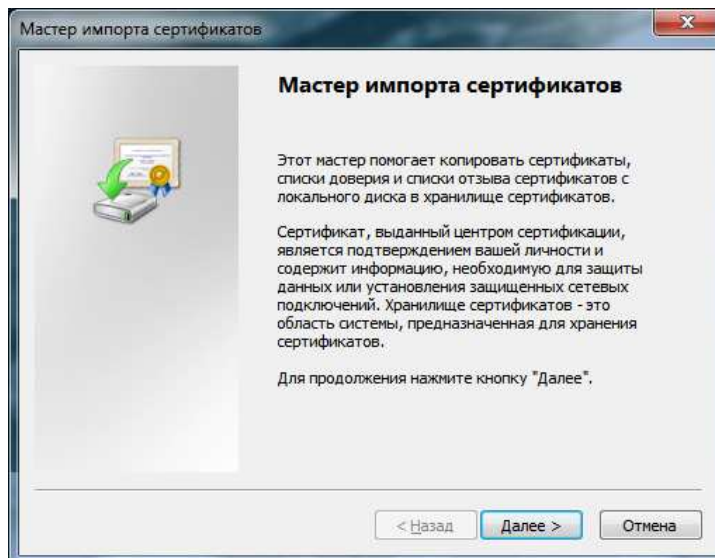 Мастер импорта сертификатов
Мастер импорта сертификатов
Этот мастер помогает копировать сертификаты,
списки доверия и списки отзыва сертификатов с
локального диска в хранилище сертификатов.
Сертификат, выданный центром сертификации,
является подтверждением вашей личности и
содержит информацию, необходимую для защиты
данных или установления защищенных сетевых
подключений. Хранилище сертификатов - это
область системы, предназначенная для хранения
сертификатов.
Для продолжения нажмите кнопку "Далее".
< Назад Далее > Отмена